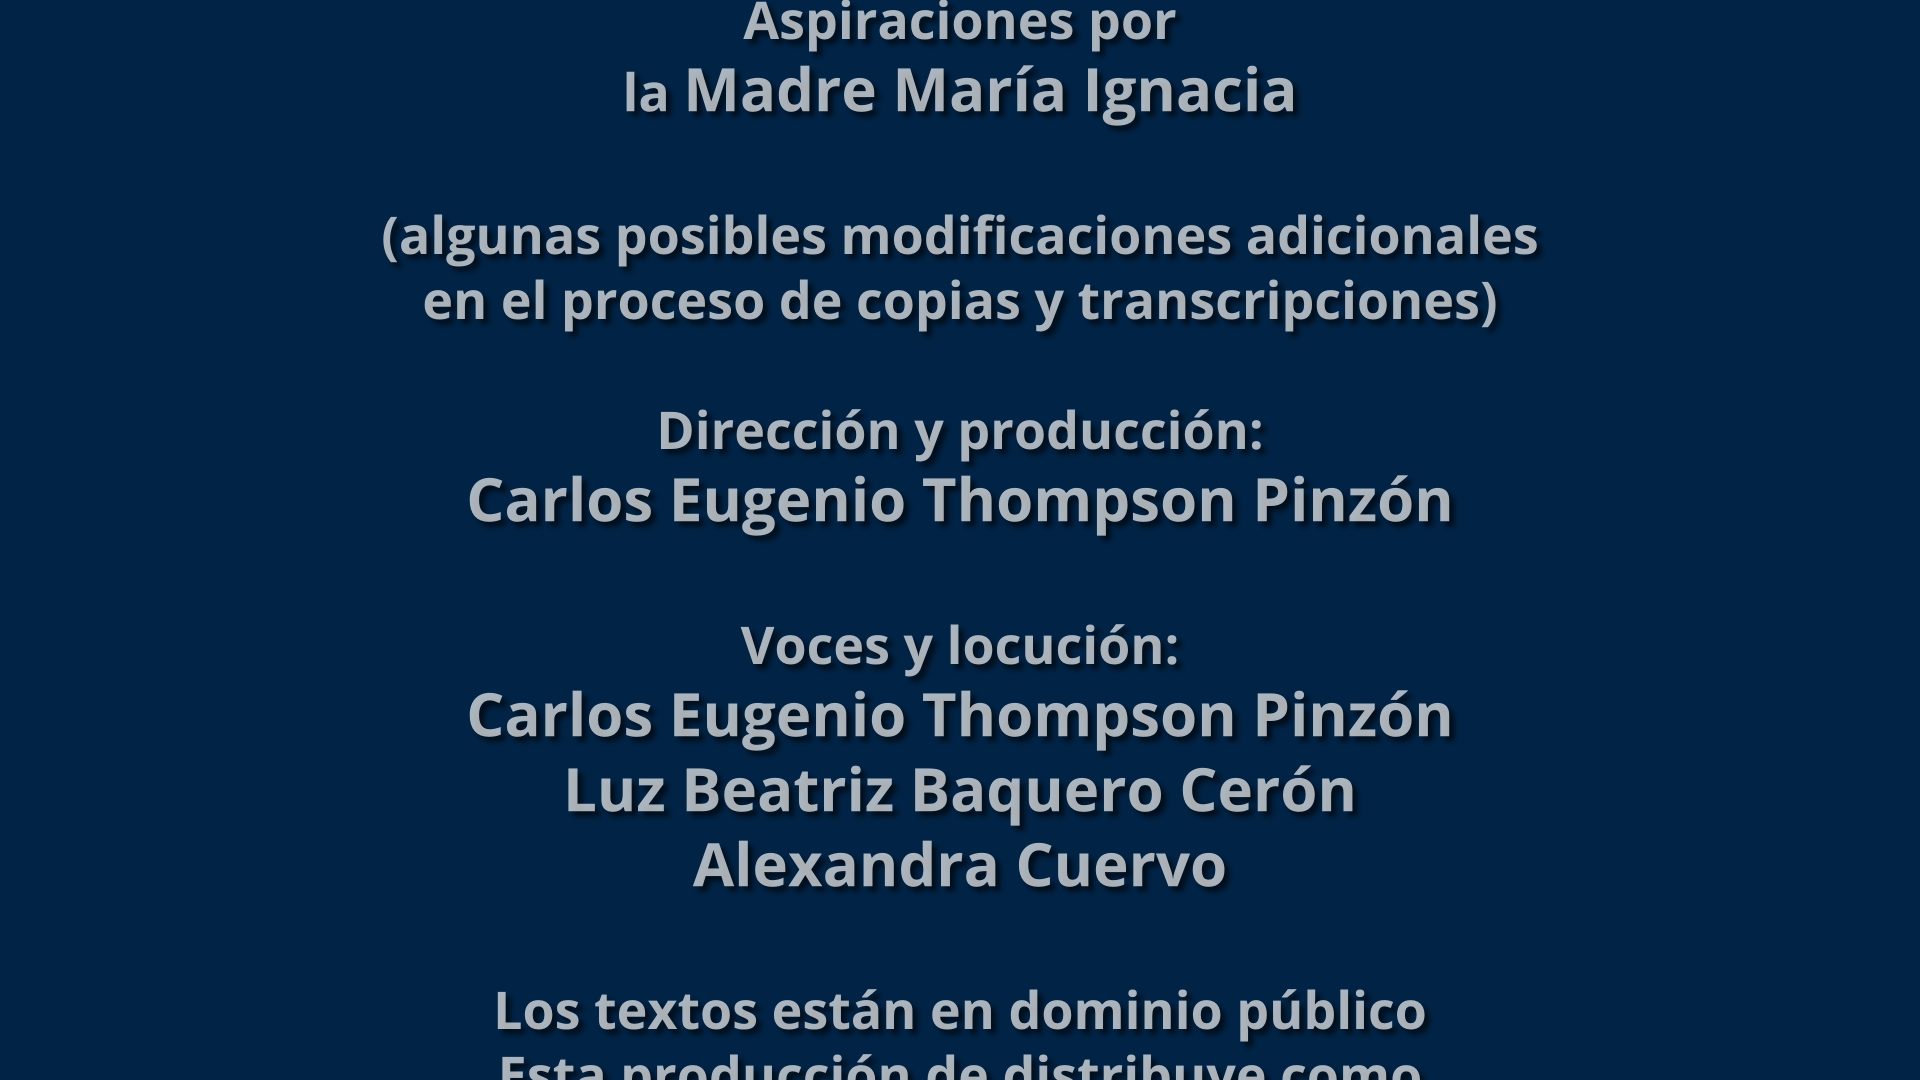 Aspiraciones por
la Madre María Ignacia
(algunas posibles modificaciones adicionales
en el proceso de copias y transcripciones)
Dirección y producción:
Carlos Eugenio Thompson Pinzón
Voces y locución:
Carlos Eugenio Thompson Pinzón
Luz Beatriz Baquero Cerón
Alexandra Cuervo
Los textos están en dominio público
Esta producción de distribuye como